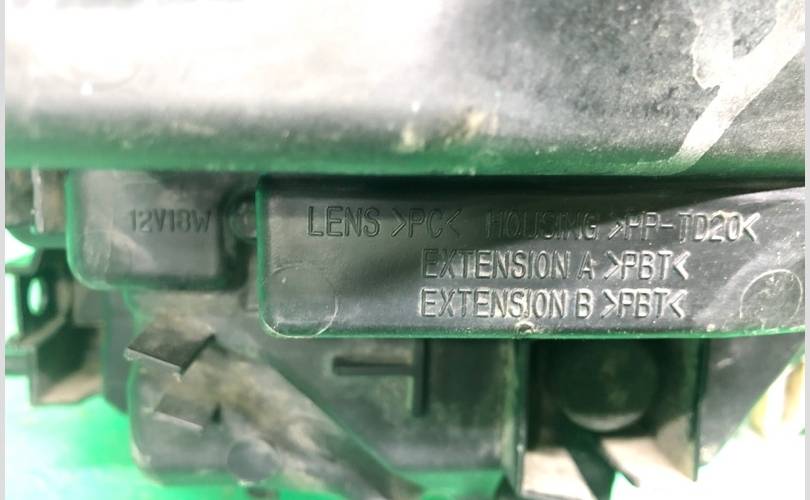 12V18W
LENS >PC< HOUSING >PP-TD20<
EXTENSION A >PBT<
EXTENSION B >PBT<